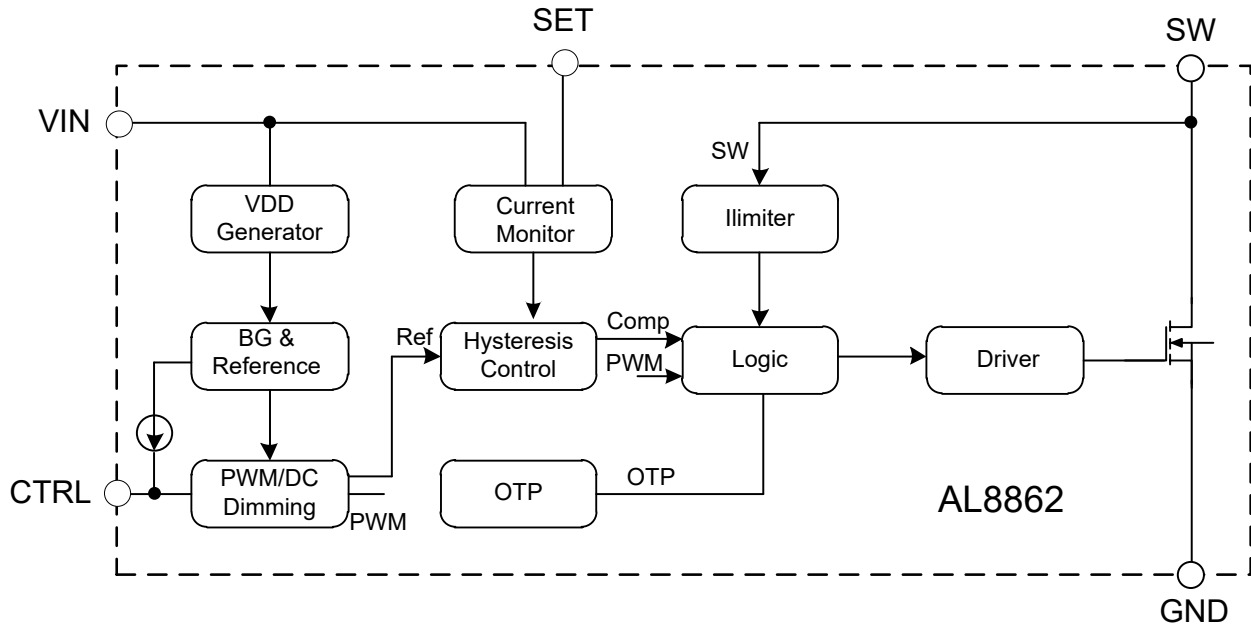 SET
SW
VIN
SW
VDD
Generator
Current
Monitor
Ilimiter
BG &
Reference
Ref
Hysteresis
Control
Comp
PWM
Logic
Driver
CTRL
PWM/DC
Dimming
PWM
OTP
OTP
AL8862
GND